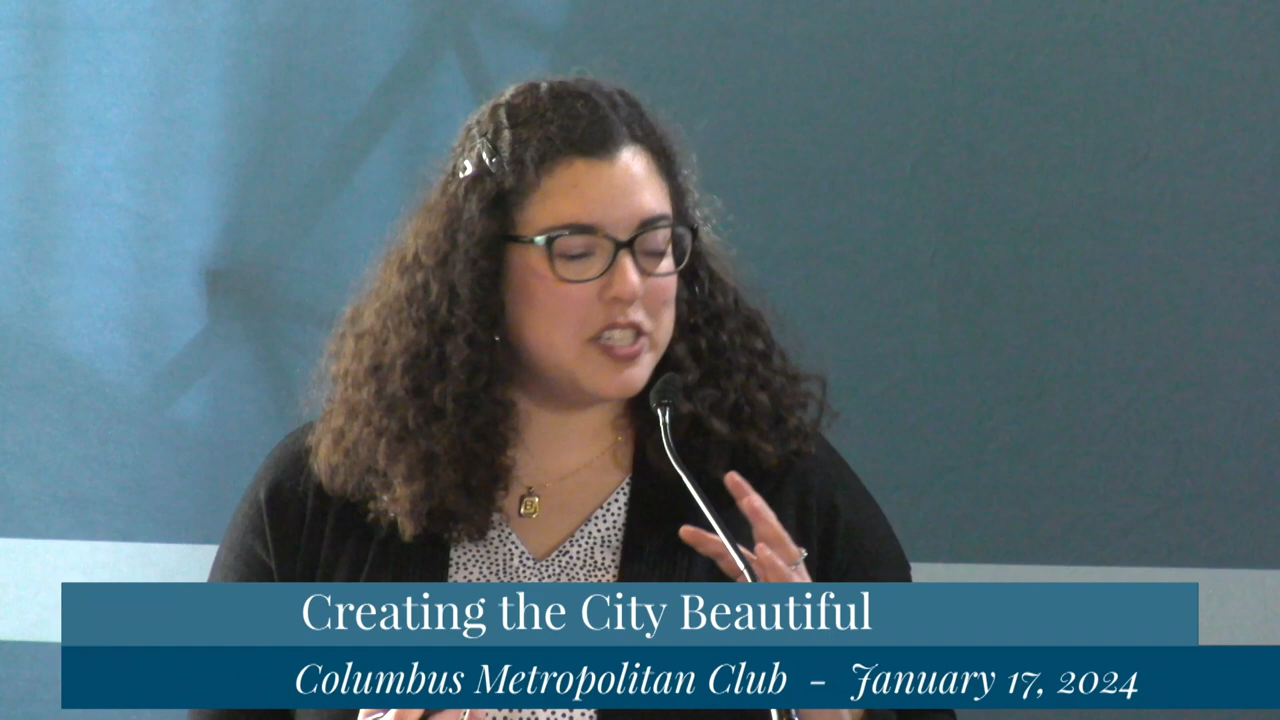 Creating the City Beautiful
Columbus Metropolitan Club - January 17, 2024